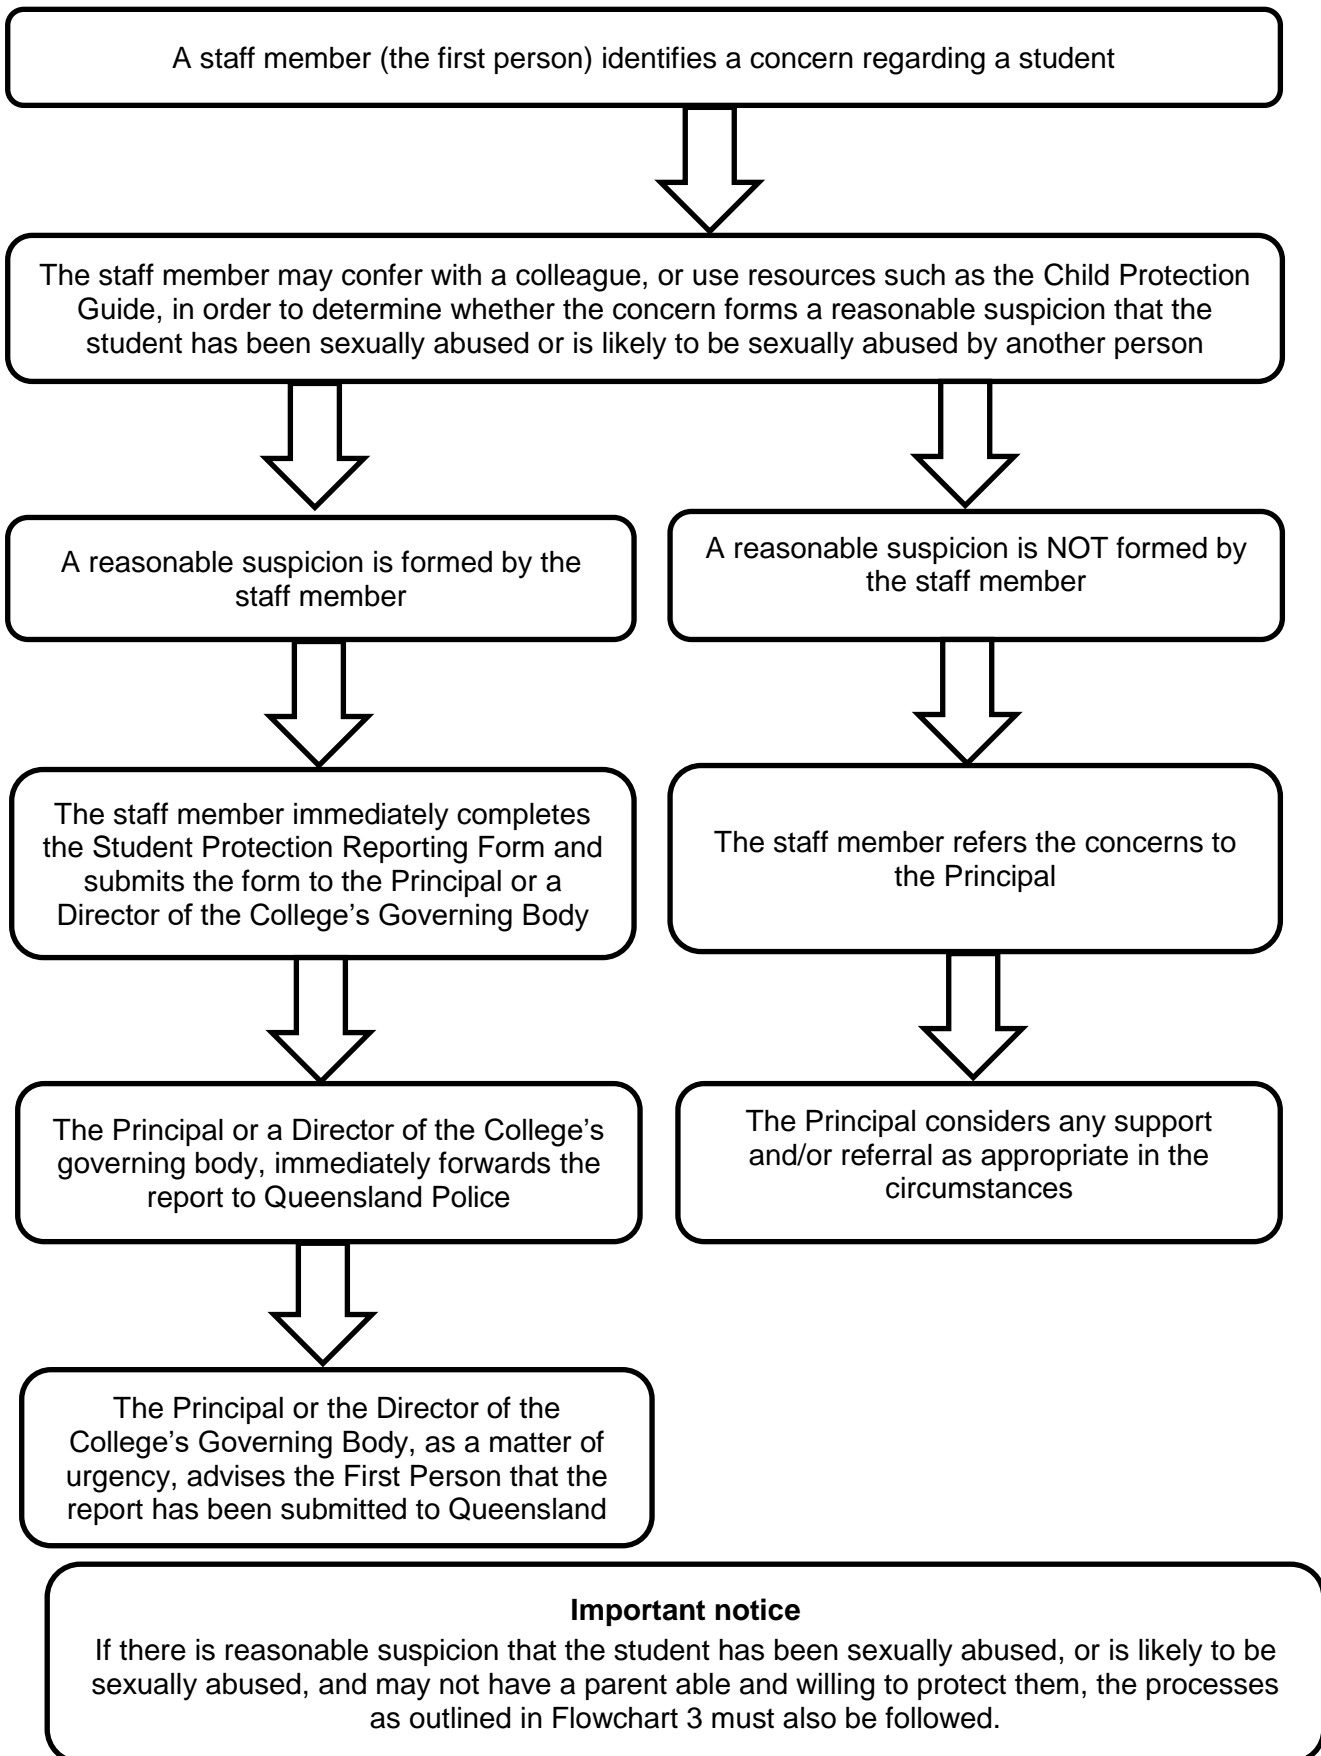 A staff member (the first person) identifies a concern regarding a student
The staff member may confer with a colleague, or use resources such as the Child Protection
Guide, in order to determine whether the concern forms a reasonable suspicion that the
student has been sexually abused or is likely to be sexually abused by another person
A reasonable suspicion is formed by the
staff member
The staff member immediately completes
the Student Protection Reporting Form and
submits the form to the Principal or a
Director of the College’s Governing Body
The Principal or a Director of the College’s
governing body, immediately forwards the
report to Queensland Police
The Principal or the Director of the
College’s Governing Body, as a matter of
urgency, advises the First Person that the
report has been submitted to Queensland
A reasonable suspicion is NOT formed by
the staff member
The staff member refers the concerns to
the Principal
The Principal considers any support
and/or referral as appropriate in the
circumstances
Important notice
If there is reasonable suspicion that the student has been sexually abused, or is likely to be
sexually abused, and may not have a parent able and willing to protect them, the processes
as outlined in Flowchart 3 must also be followed.